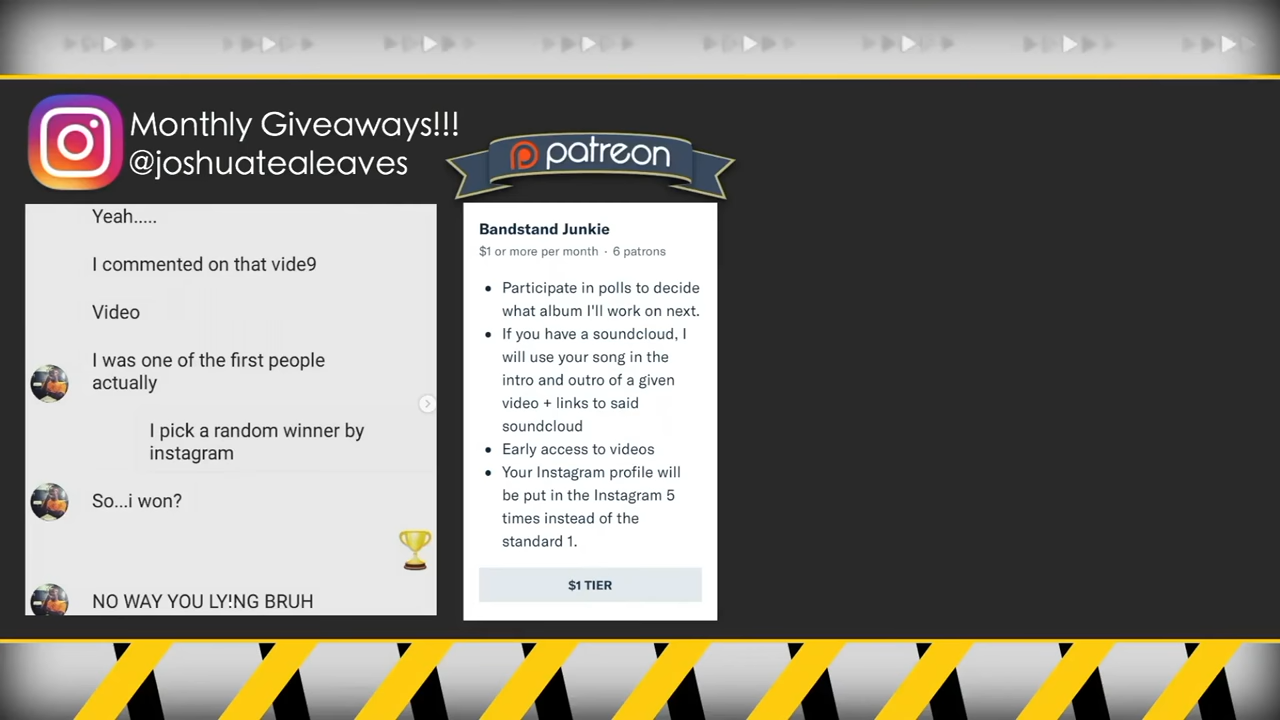 Monthly Giveaways!!!
@joshuatealeaves
Yeah.....
I commented on that vide9
Video
I was one of the first people
actually
I pick a random winner by
instagram
So...i won?
NO WAY YOU LY!NG BRUH
patreon
Bandstand Junkie
$1 or more per month · 6 patrons
• Participate in polls to decide
what album I'll work on next.
• If you have a soundcloud, I
will use your song in the
intro and outro of a given
video + links to said
soundcloud
• Early access to videos
• Your Instagram profile will
be put in the Instagram 5
times instead of the
standard 1.
$1 TIER